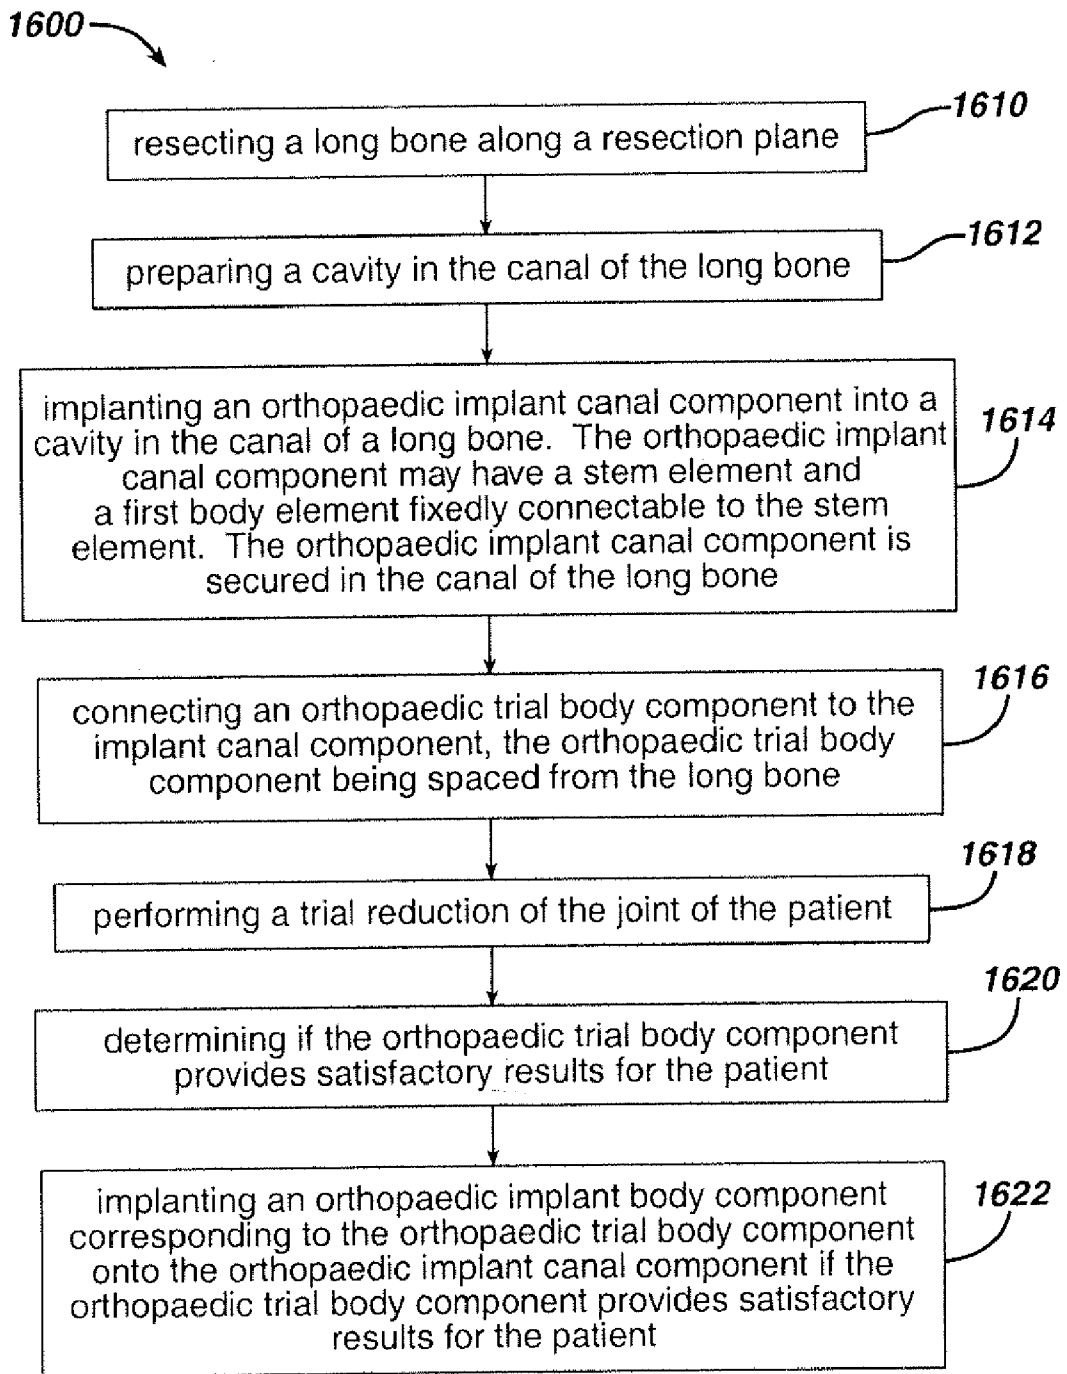 1600
resecting a long bone along a resection plane
1610
preparing a cavity in the canal of the long bone
1612
implanting an orthopaedic implant canal component into a
cavity in the canal of a long bone. The orthopaedic implant
canal component may have a stem element and
a first body element fixedly connectable to the stem
element. The orthopaedic implant canal component is
secured in the canal of the long bone
1614
connecting an orthopaedic trial body component to the
implant canal component, the orthopaedic trial body
component being spaced from the long bone
1616
performing a trial reduction of the joint of the patient
1618
determining if the orthopaedic trial body component
provides satisfactory results for the patient
1620
implanting an orthopaedic implant body component
corresponding to the orthopaedic trial body component
onto the orthopaedic implant canal component if the
orthopaedic trial body component provides satisfactory
results for the patient
1622